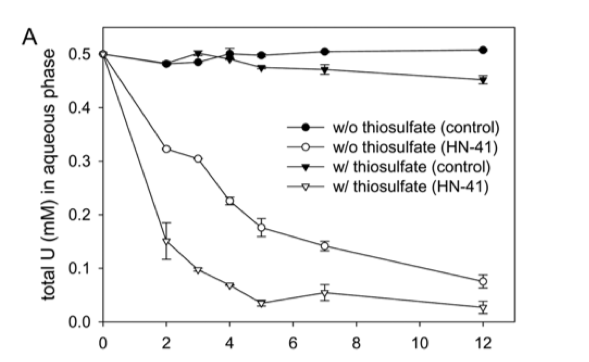 A
total U (mM) in aqueous phase
0.5
0.4
0.3
0.2
0.1
0.0
w/o thiosulfate (control)
w/o thiosulfate (HN-41)
w/ thiosulfate (control)
w/ thiosulfate (HN-41)
0 2 4 6 8 10 12